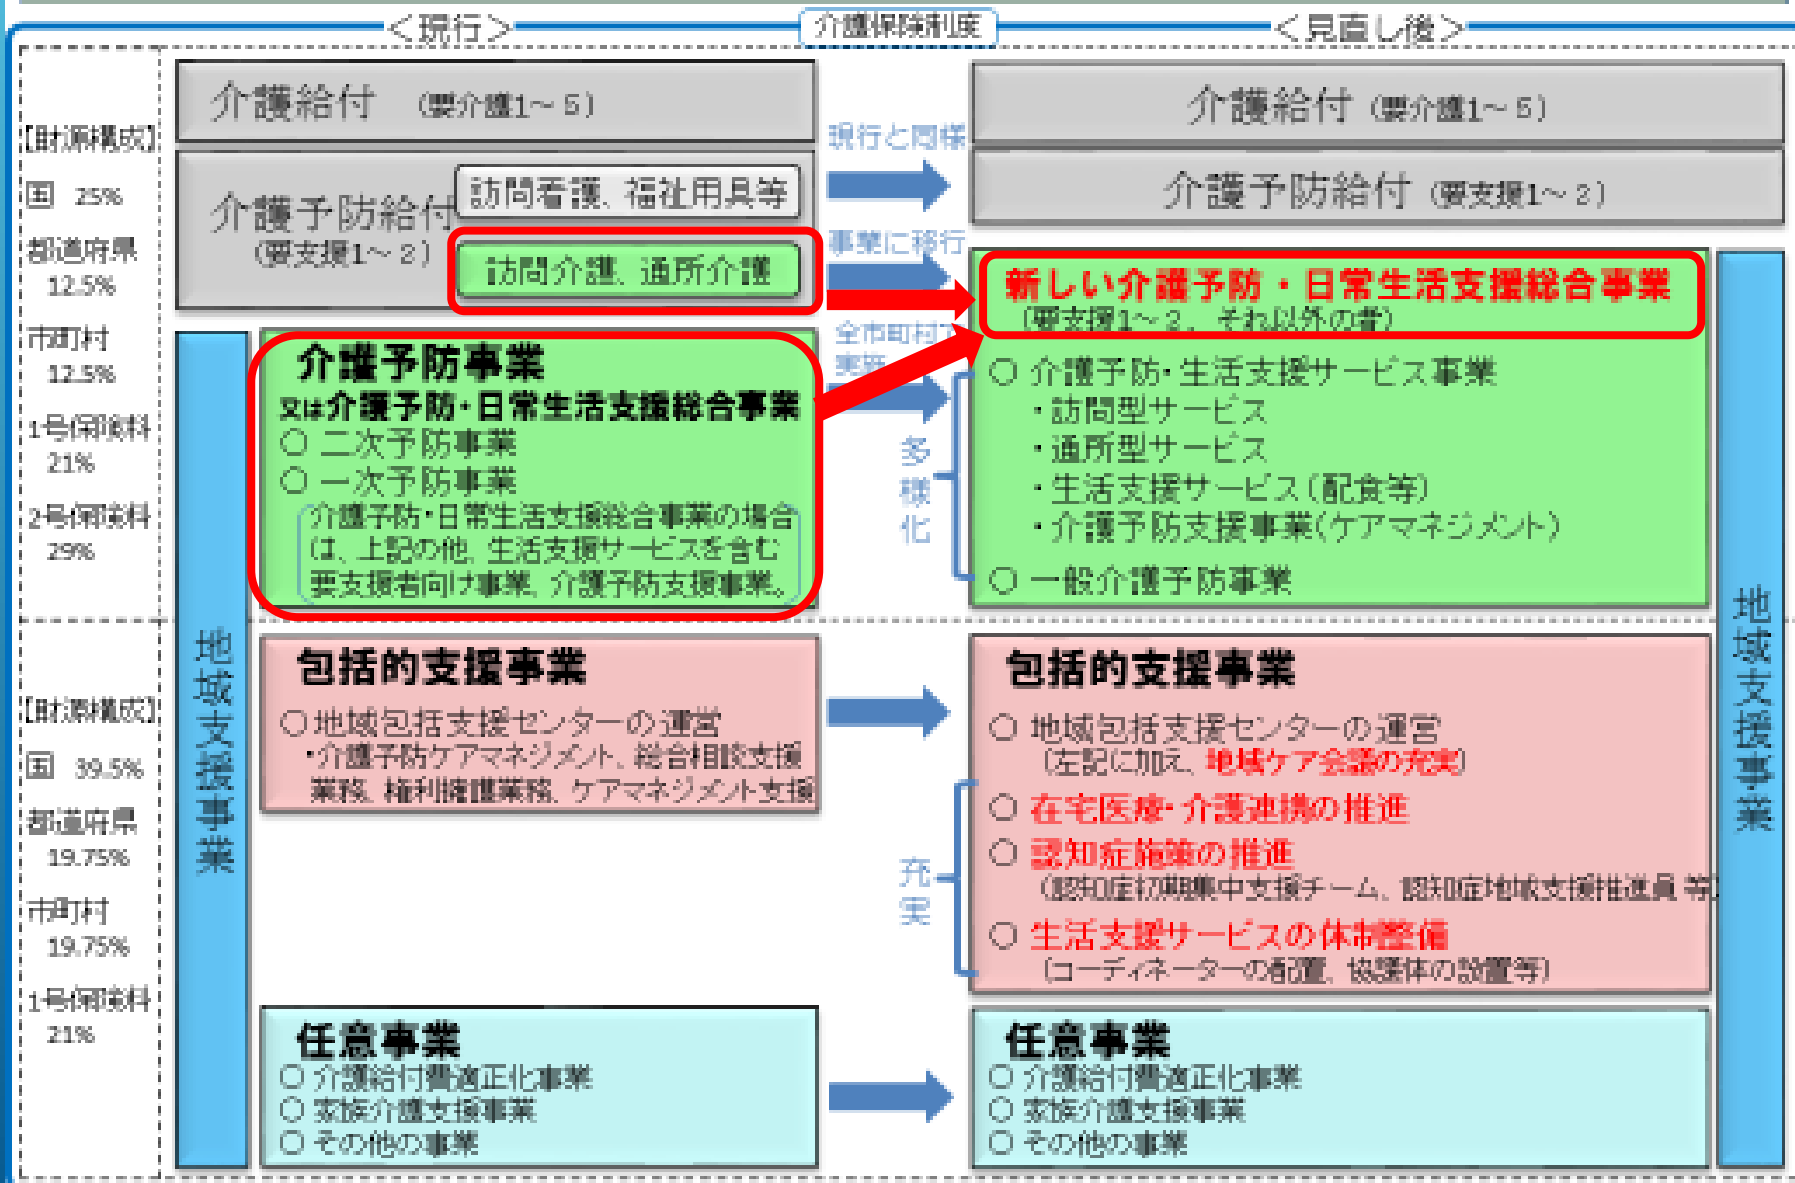 ＜現行＞
介護保険制度
＜見直し後＞
【財源構成】
国 25%
都道府県
12.5%
市町村
12.5%
1号保険料
21%
2号保険料
29%
【財源構成】
国 39.5%
都道府県
19.75%
市町村
19.75%
1号保険料
21%
介護給付 （要介護1～5）
介護予防給付
（要支援1～2）
訪問看護、福祉用具等
訪問介護、通所介護
地域支援事業
介護予防事業
又は介護予防・日常生活支援総合事業
○ 二次予防事業
○ 一次予防事業
介護予防・日常生活支援総合事業の場合
は、上記の他、生活支援サービスを含む
要支援者向け事業、介護予防支援事業。
包括的支援事業
○ 地域包括支援センターの運営
・介護予防ケアマネジメント、総合相談支援
業務、権利擁護業務、ケアマネジメント支援
任意事業
○ 介護給付費適正化事業
○ 家族介護支援事業
○ その他の事業
現行と同様
事業に移行
全市町村で
実施
多様化
充実
介護給付 （要介護1～5）
介護予防給付 （要支援1～2）
新しい介護予防・日常生活支援総合事業
（要支援1～2、それ以外の者）
○ 介護予防・生活支援サービス事業
・訪問型サービス
・通所型サービス
・生活支援サービス（配食等）
・介護予防支援事業（ケアマネジメント）
○ 一般介護予防事業
包括的支援事業
○ 地域包括支援センターの運営
（左記に加え、地域ケア会議の充実）
○ 在宅医療・介護連携の推進
○ 認知症施策の推進
（認知症初期集中支援チーム、認知症地域支援推進員 等）
○ 生活支援サービスの体制整備
（コーディネーターの配置、協議体の設置等）
任意事業
○ 介護給付費適正化事業
○ 家族介護支援事業
○ その他の事業
地域支援事業